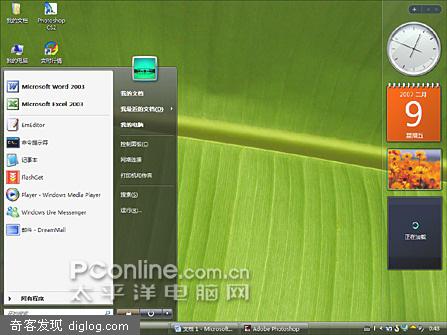 我的文档
Photoshop CS2
我的电脑
实时行情
Microsoft Word 2003
Microsoft Excel 2003
EmEditor
命令提示符
记事本
FlashGet
Player - Windows Media Player
Windows Live Messenger
邮件 - DreamMail
所有程序
我的文档
我最近的文档(D)
我的电脑
控制面板(C)
网络连接
打印机和传真
搜索(S)
运行(R)...
2007 二月
9
星期五
正在加载
PConline.com.cn
太平洋电脑网
奇客发现 diglog.com
文档 1 - Microsoft...
Adobe Photoshop
0:48